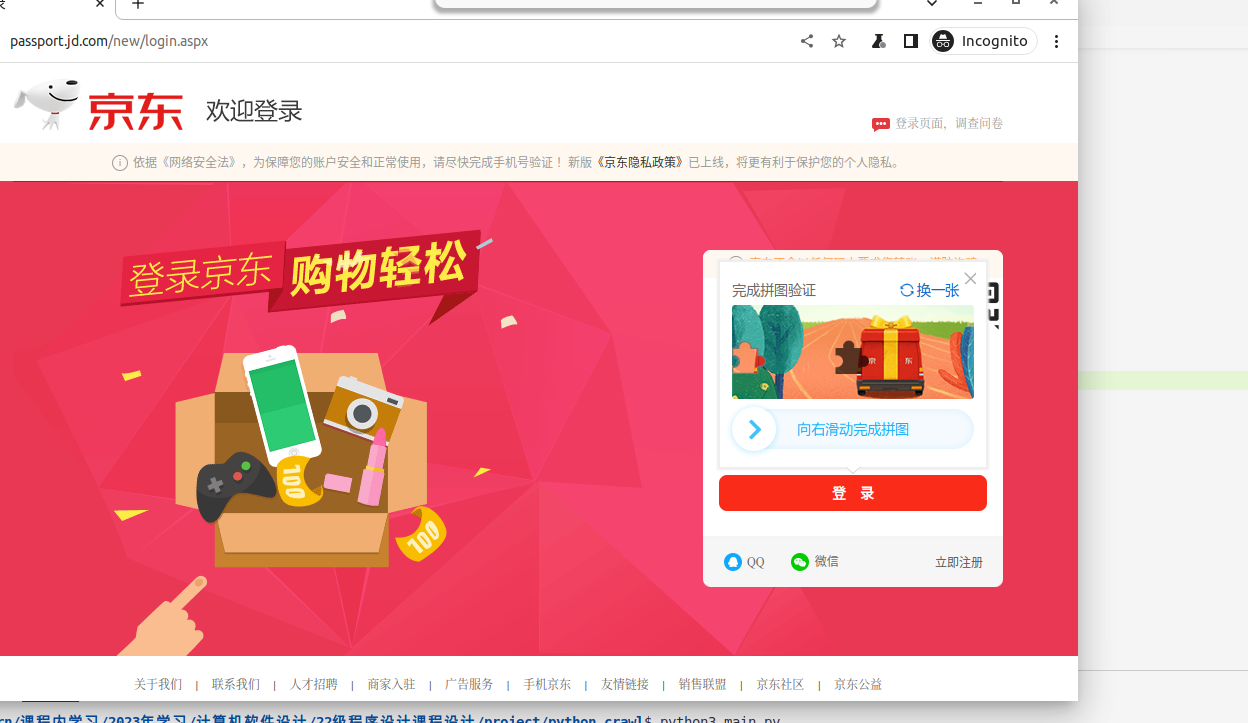 passport.jd.com/new/login.aspx
Incognito
京东 欢迎登录
登录页面，调查问卷
依据《网络安全法》，为保障您的账户安全和正常使用，请尽快完成手机号验证！ 新版《京东隐私政策》已上线，将更有利于保护您的个人隐私。
登录京东 购物轻松
完成拼图验证 换一张
京 东
向右滑动完成拼图
100
100
登 录
QQ 微信 立即注册
关于我们 | 联系我们 | 人才招聘 | 商家入驻 | 广告服务 | 手机京东 | 友情链接 | 销售联盟 | 京东社区 | 京东公益
/课程内学习/2023年学习/计算机软件设计/22级程序设计课程设计/project/python_crawl$ python3 main.py